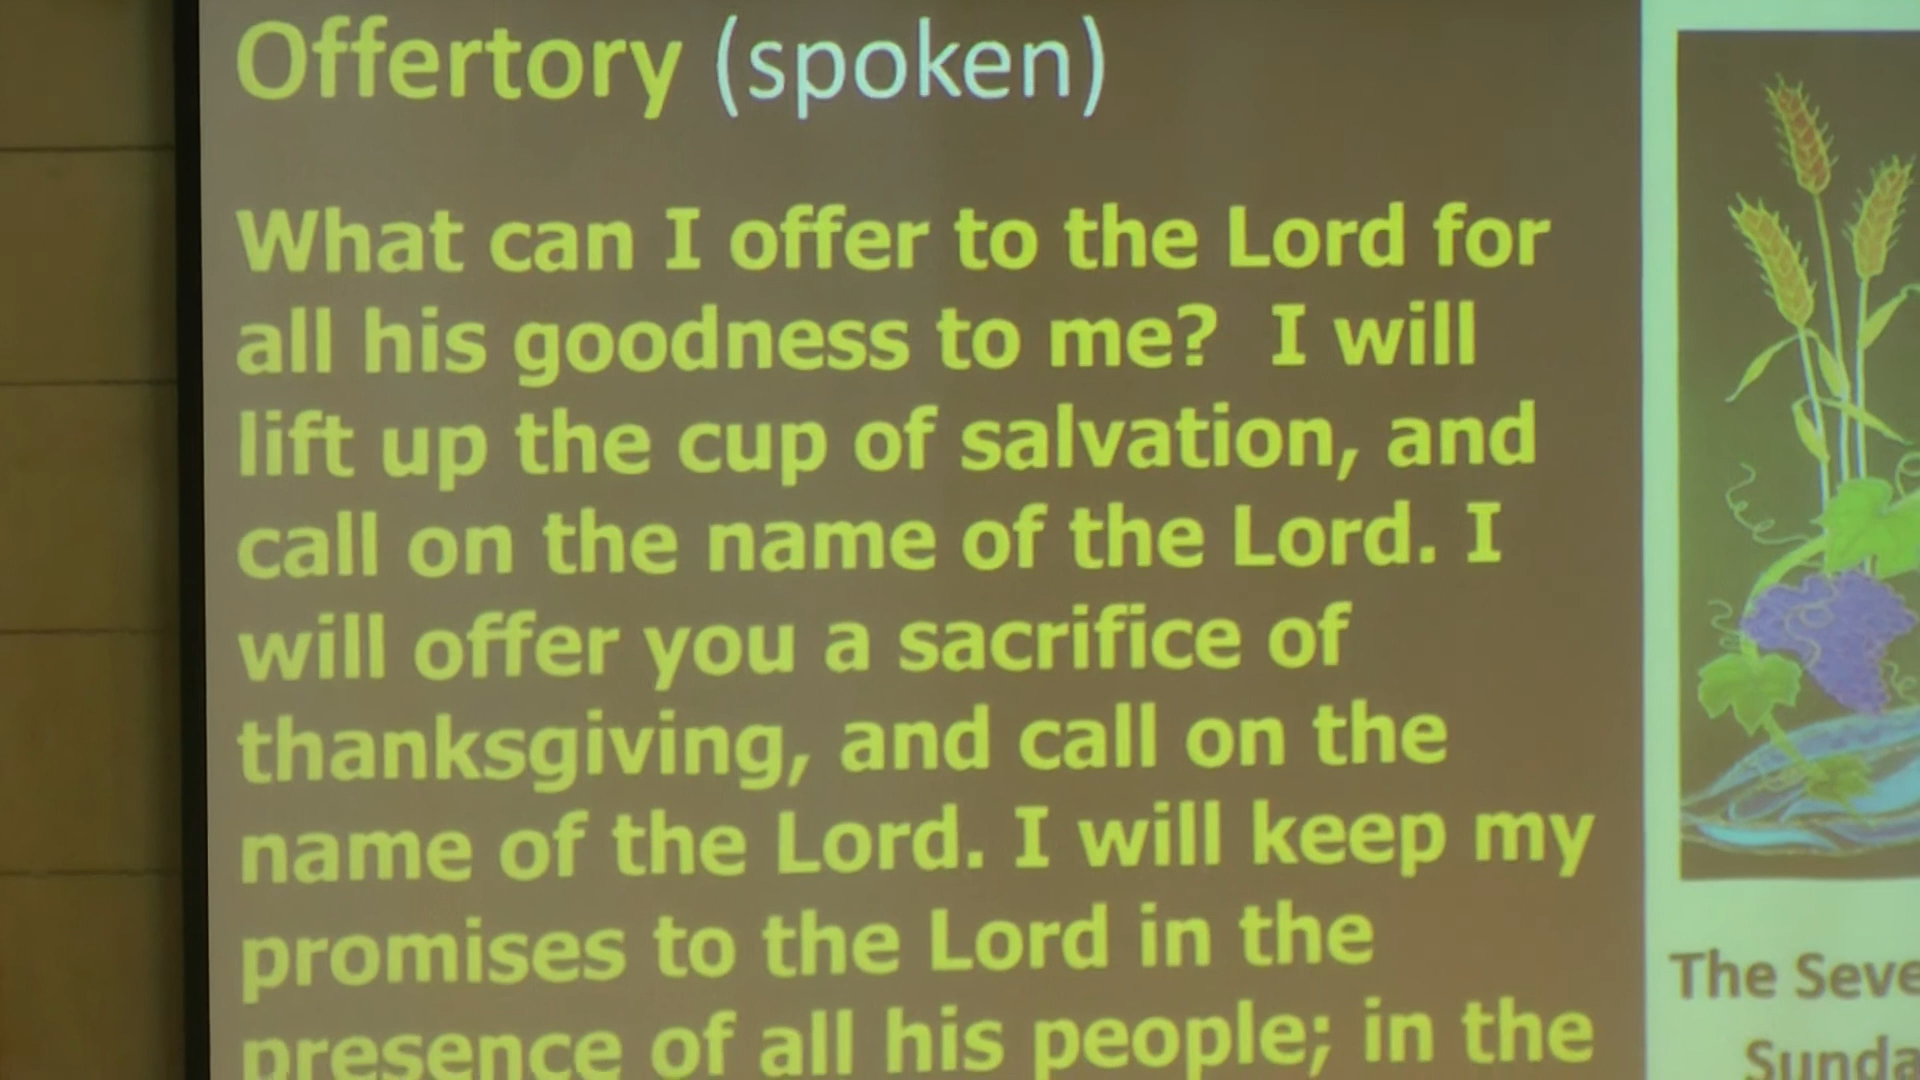 Offertory (spoken)
What can I offer to the Lord for
all his goodness to me?  I will
lift up the cup of salvation, and
call on the name of the Lord. I
will offer you a sacrifice of
thanksgiving, and call on the
name of the Lord. I will keep my
promises to the Lord in the
presence of all his people; in the
The Seve
Sunda